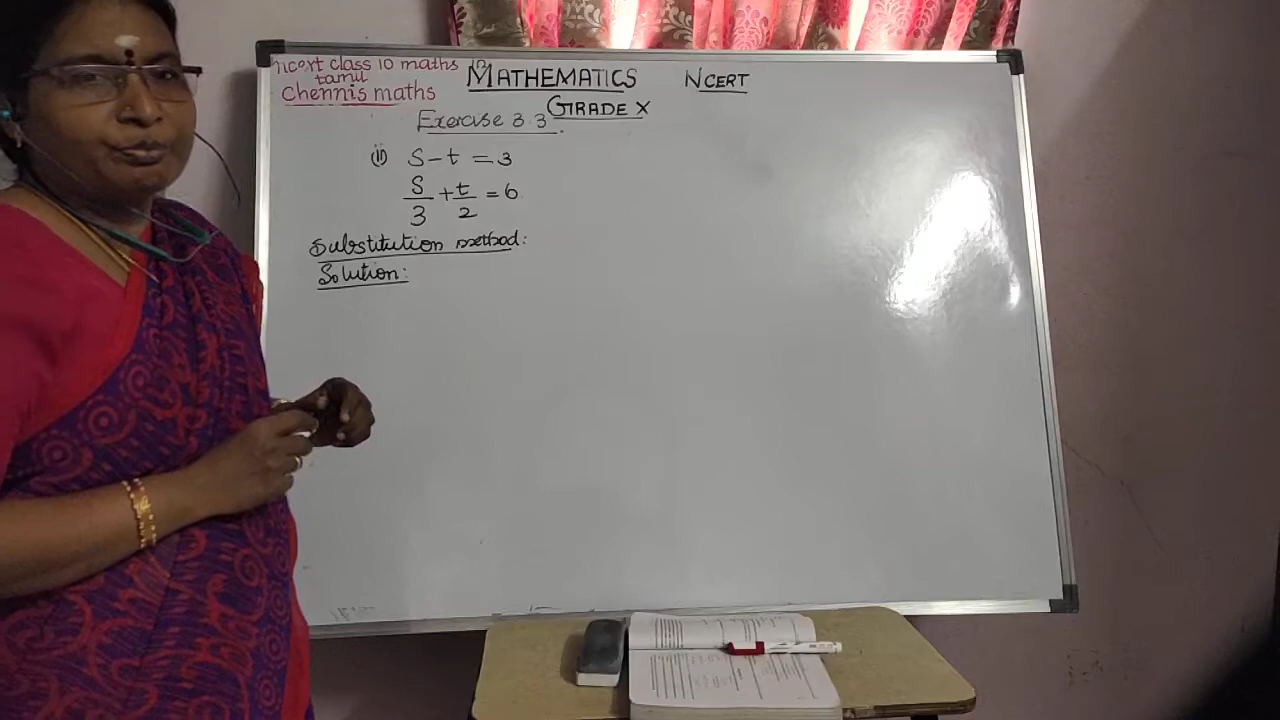 ncert class 10 maths
tamil
Chennis maths
MATHEMATICS NCERT
GRADE X
Exercise 3.3
(ii) S - t = 3
S/3 + t/2 = 6
Substitution method:
Solution: